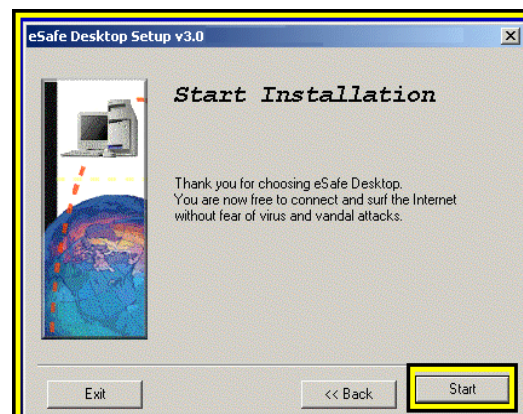 eSafe Desktop Setup v3.0
Start Installation
Thank you for choosing eSafe Desktop.
You are now free to connect and surf the Internet
without fear of virus and vandal attacks.
Exit
<< Back
Start